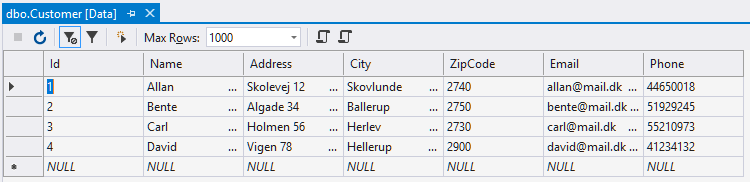 dbo.Customer [Data]
Max Rows: 1000
Id Name Address City ZipCode Email Phone
1 Allan ... Skolevej 12 ... Skovlunde ... 2740 allan@mail.dk ... 44650018
2 Bente ... Algade 34 ... Ballerup ... 2750 bente@mail.dk ... 51929245
3 Carl ... Holmen 56 ... Herlev ... 2730 carl@mail.dk ... 55210973
4 David ... Vigen 78 ... Hellerup ... 2900 david@mail.dk ... 41234132
NULL NULL NULL NULL NULL NULL NULL